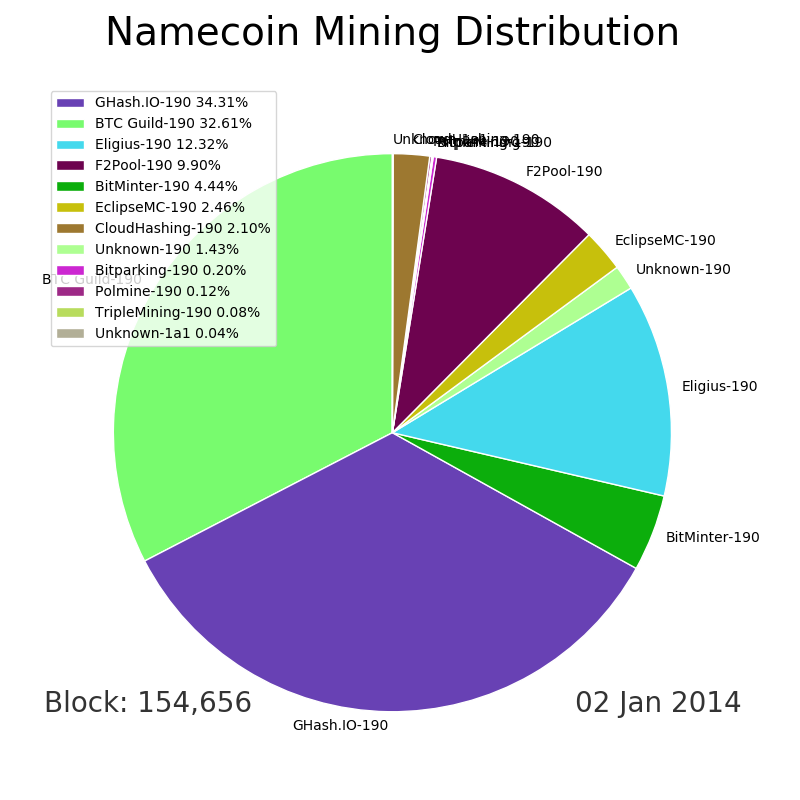 Namecoin Mining Distribution
GHash.IO-190 34.31%
BTC Guild-190 32.61%
Eligius-190 12.32%
F2Pool-190 9.90%
BitMinter-190 4.44%
EclipseMC-190 2.46%
CloudHashing-190 2.10%
Unknown-190 1.43%
Bitparking-190 0.20%
Polmine-190 0.12%
TripleMining-190 0.08%
Unknown-1a1 0.04%
F2Pool-190
EclipseMC-190
Unknown-190
BTC Guild-190
Eligius-190
BitMinter-190
Block: 154,656
02 Jan 2014
GHash.IO-190